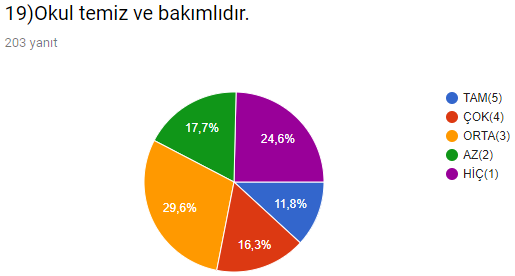 19)Okul temiz ve bakımlıdır.
203 yanıt
17,7%
24,6%
29,6%
11,8%
16,3%
TAM(5)
ÇOK(4)
ORTA(3)
AZ(2)
HİÇ(1)